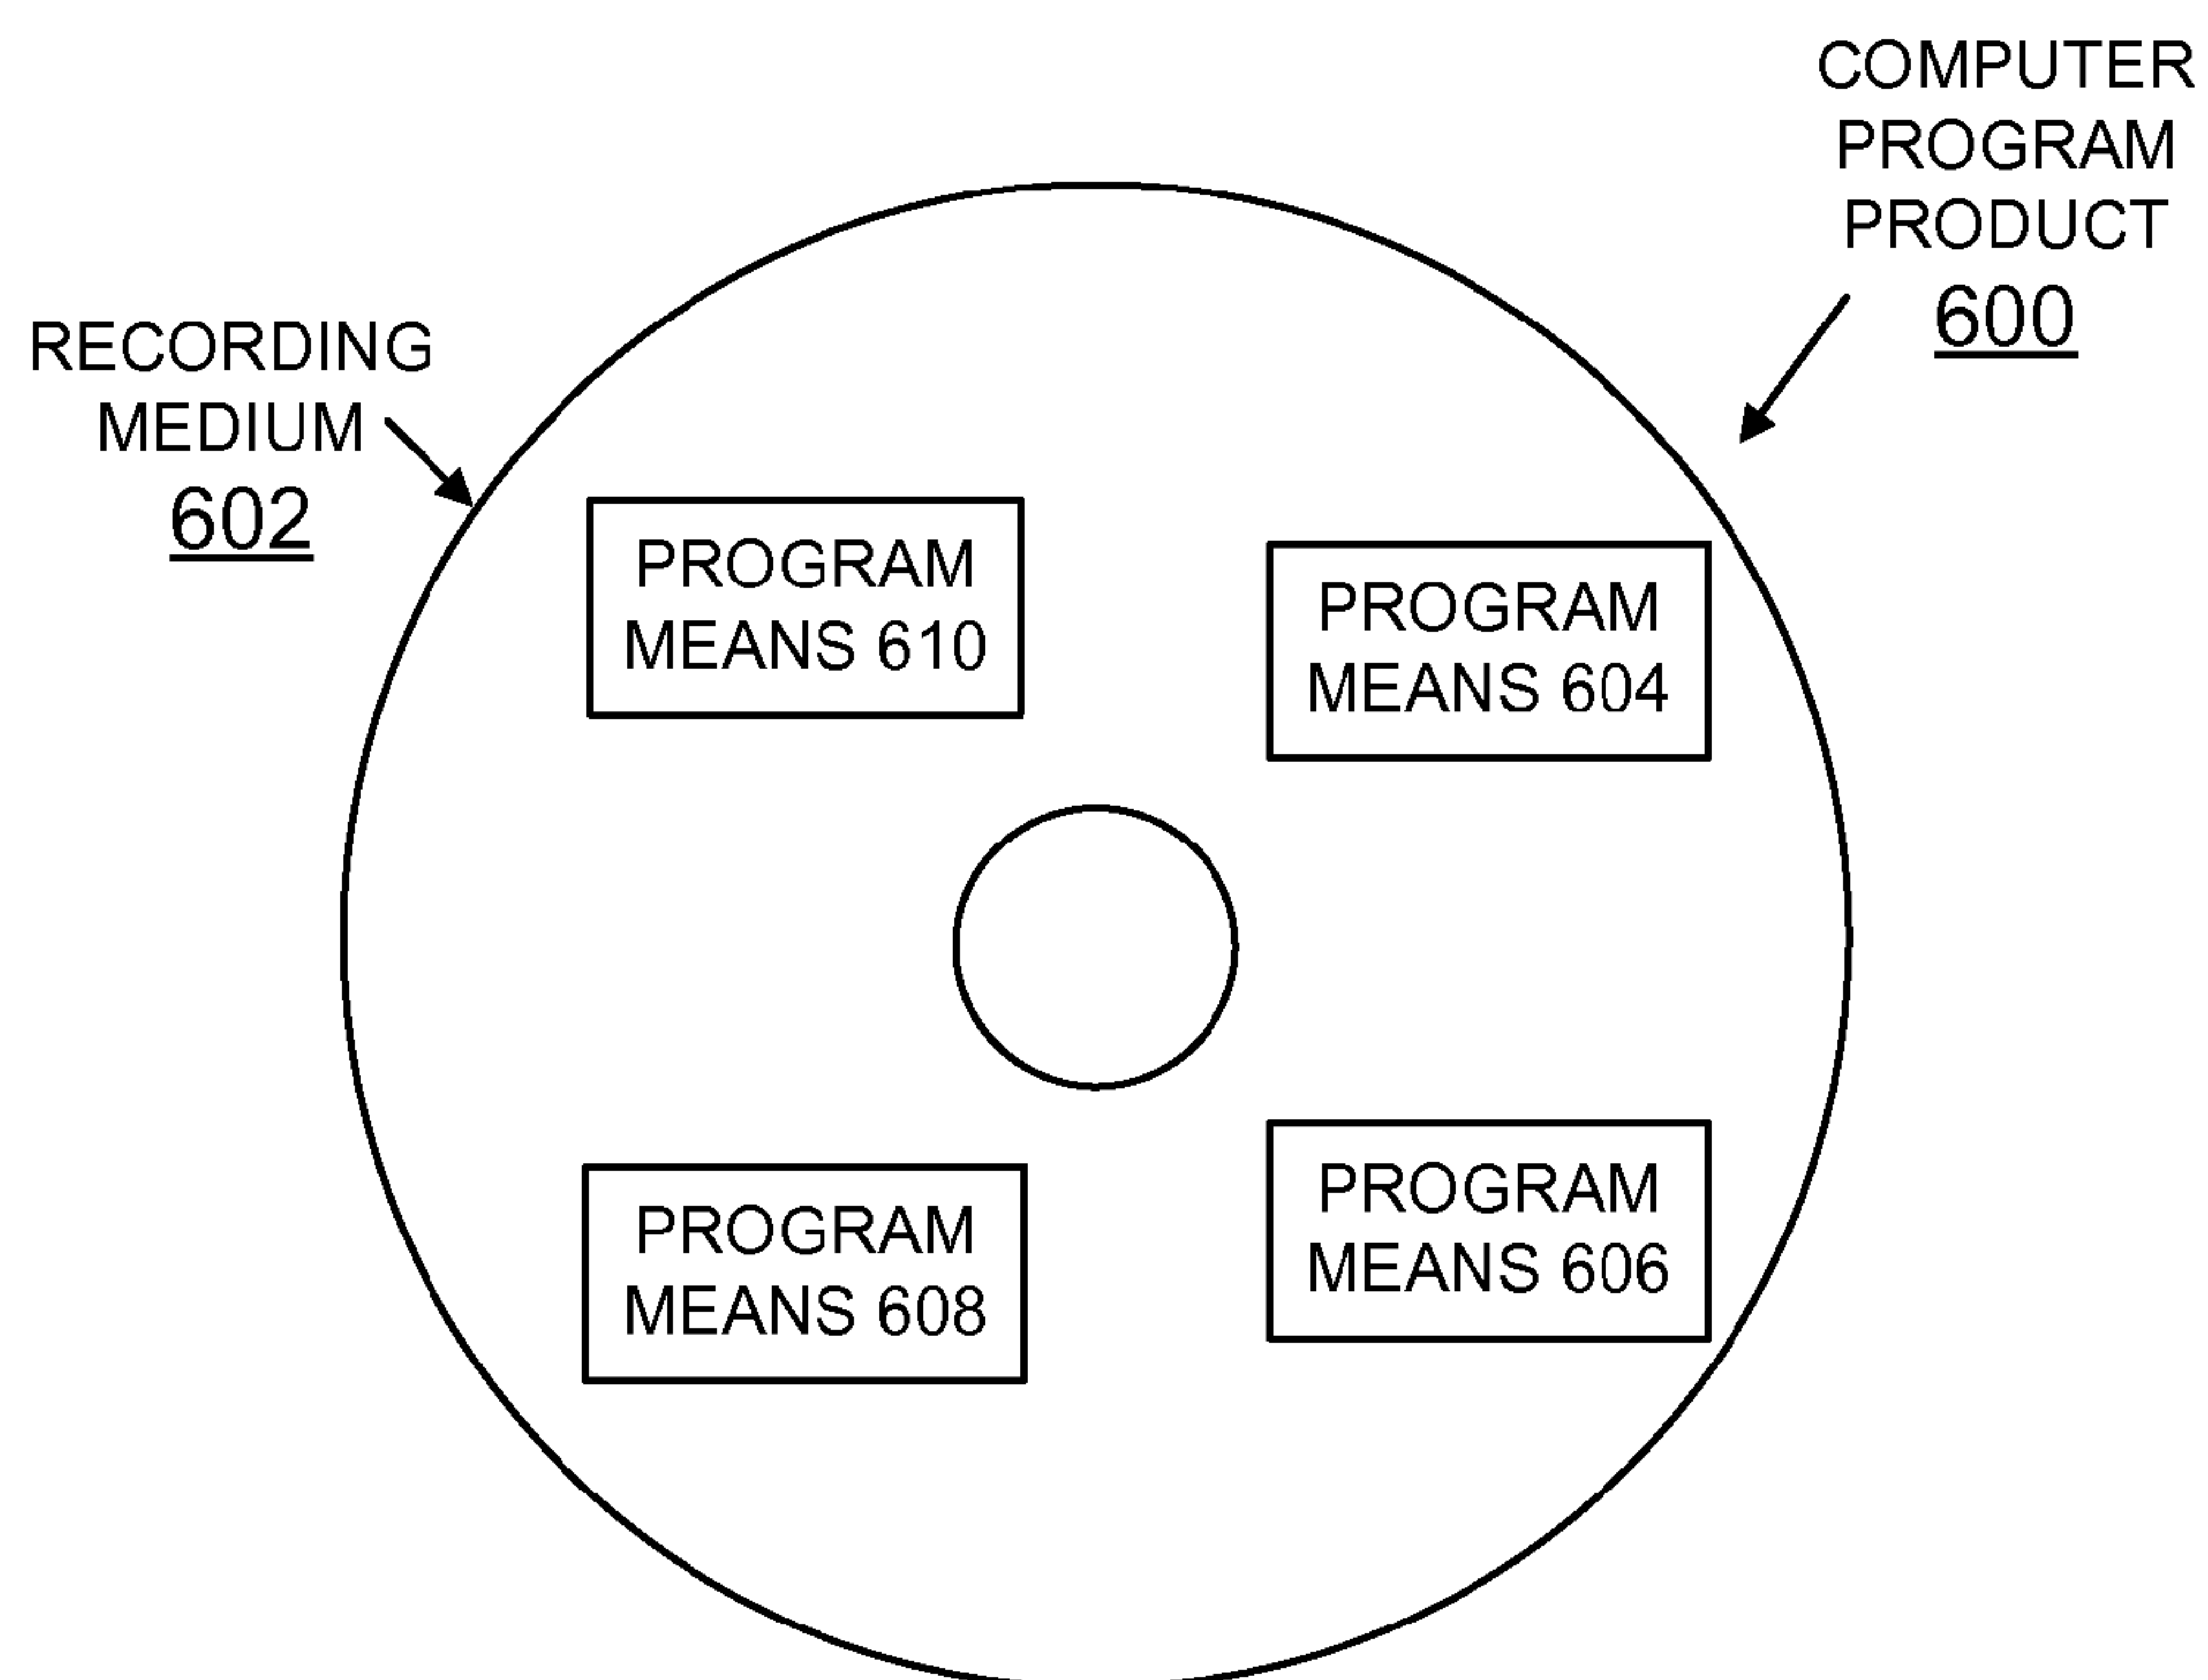 COMPUTER
PROGRAM
PRODUCT
600
RECORDING
MEDIUM
602
PROGRAM
MEANS 610
PROGRAM
MEANS 604
PROGRAM
MEANS 608
PROGRAM
MEANS 606